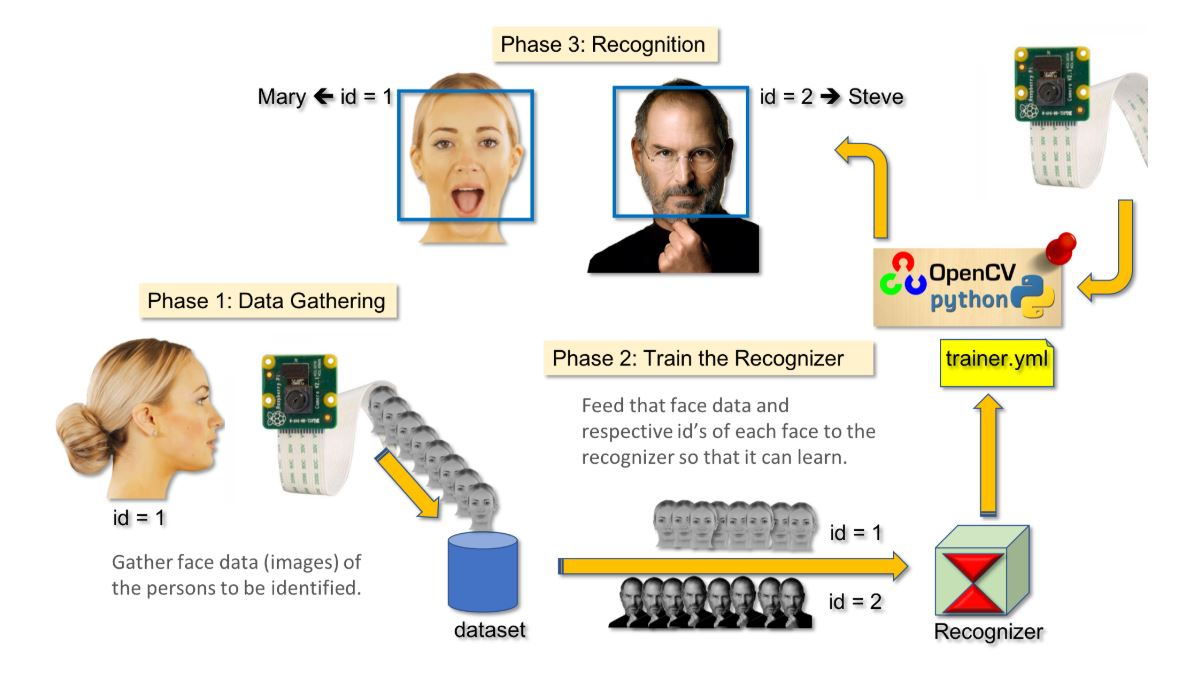 Phase 3: Recognition
Mary ← id = 1
id = 2 → Steve
OpenCV
python
trainer.yml
Phase 1: Data Gathering
id = 1
Gather face data (images) of
the persons to be identified.
dataset
Phase 2: Train the Recognizer
Feed that face data and
respective id’s of each face to the
recognizer so that it can learn.
id = 1
id = 2
Recognizer